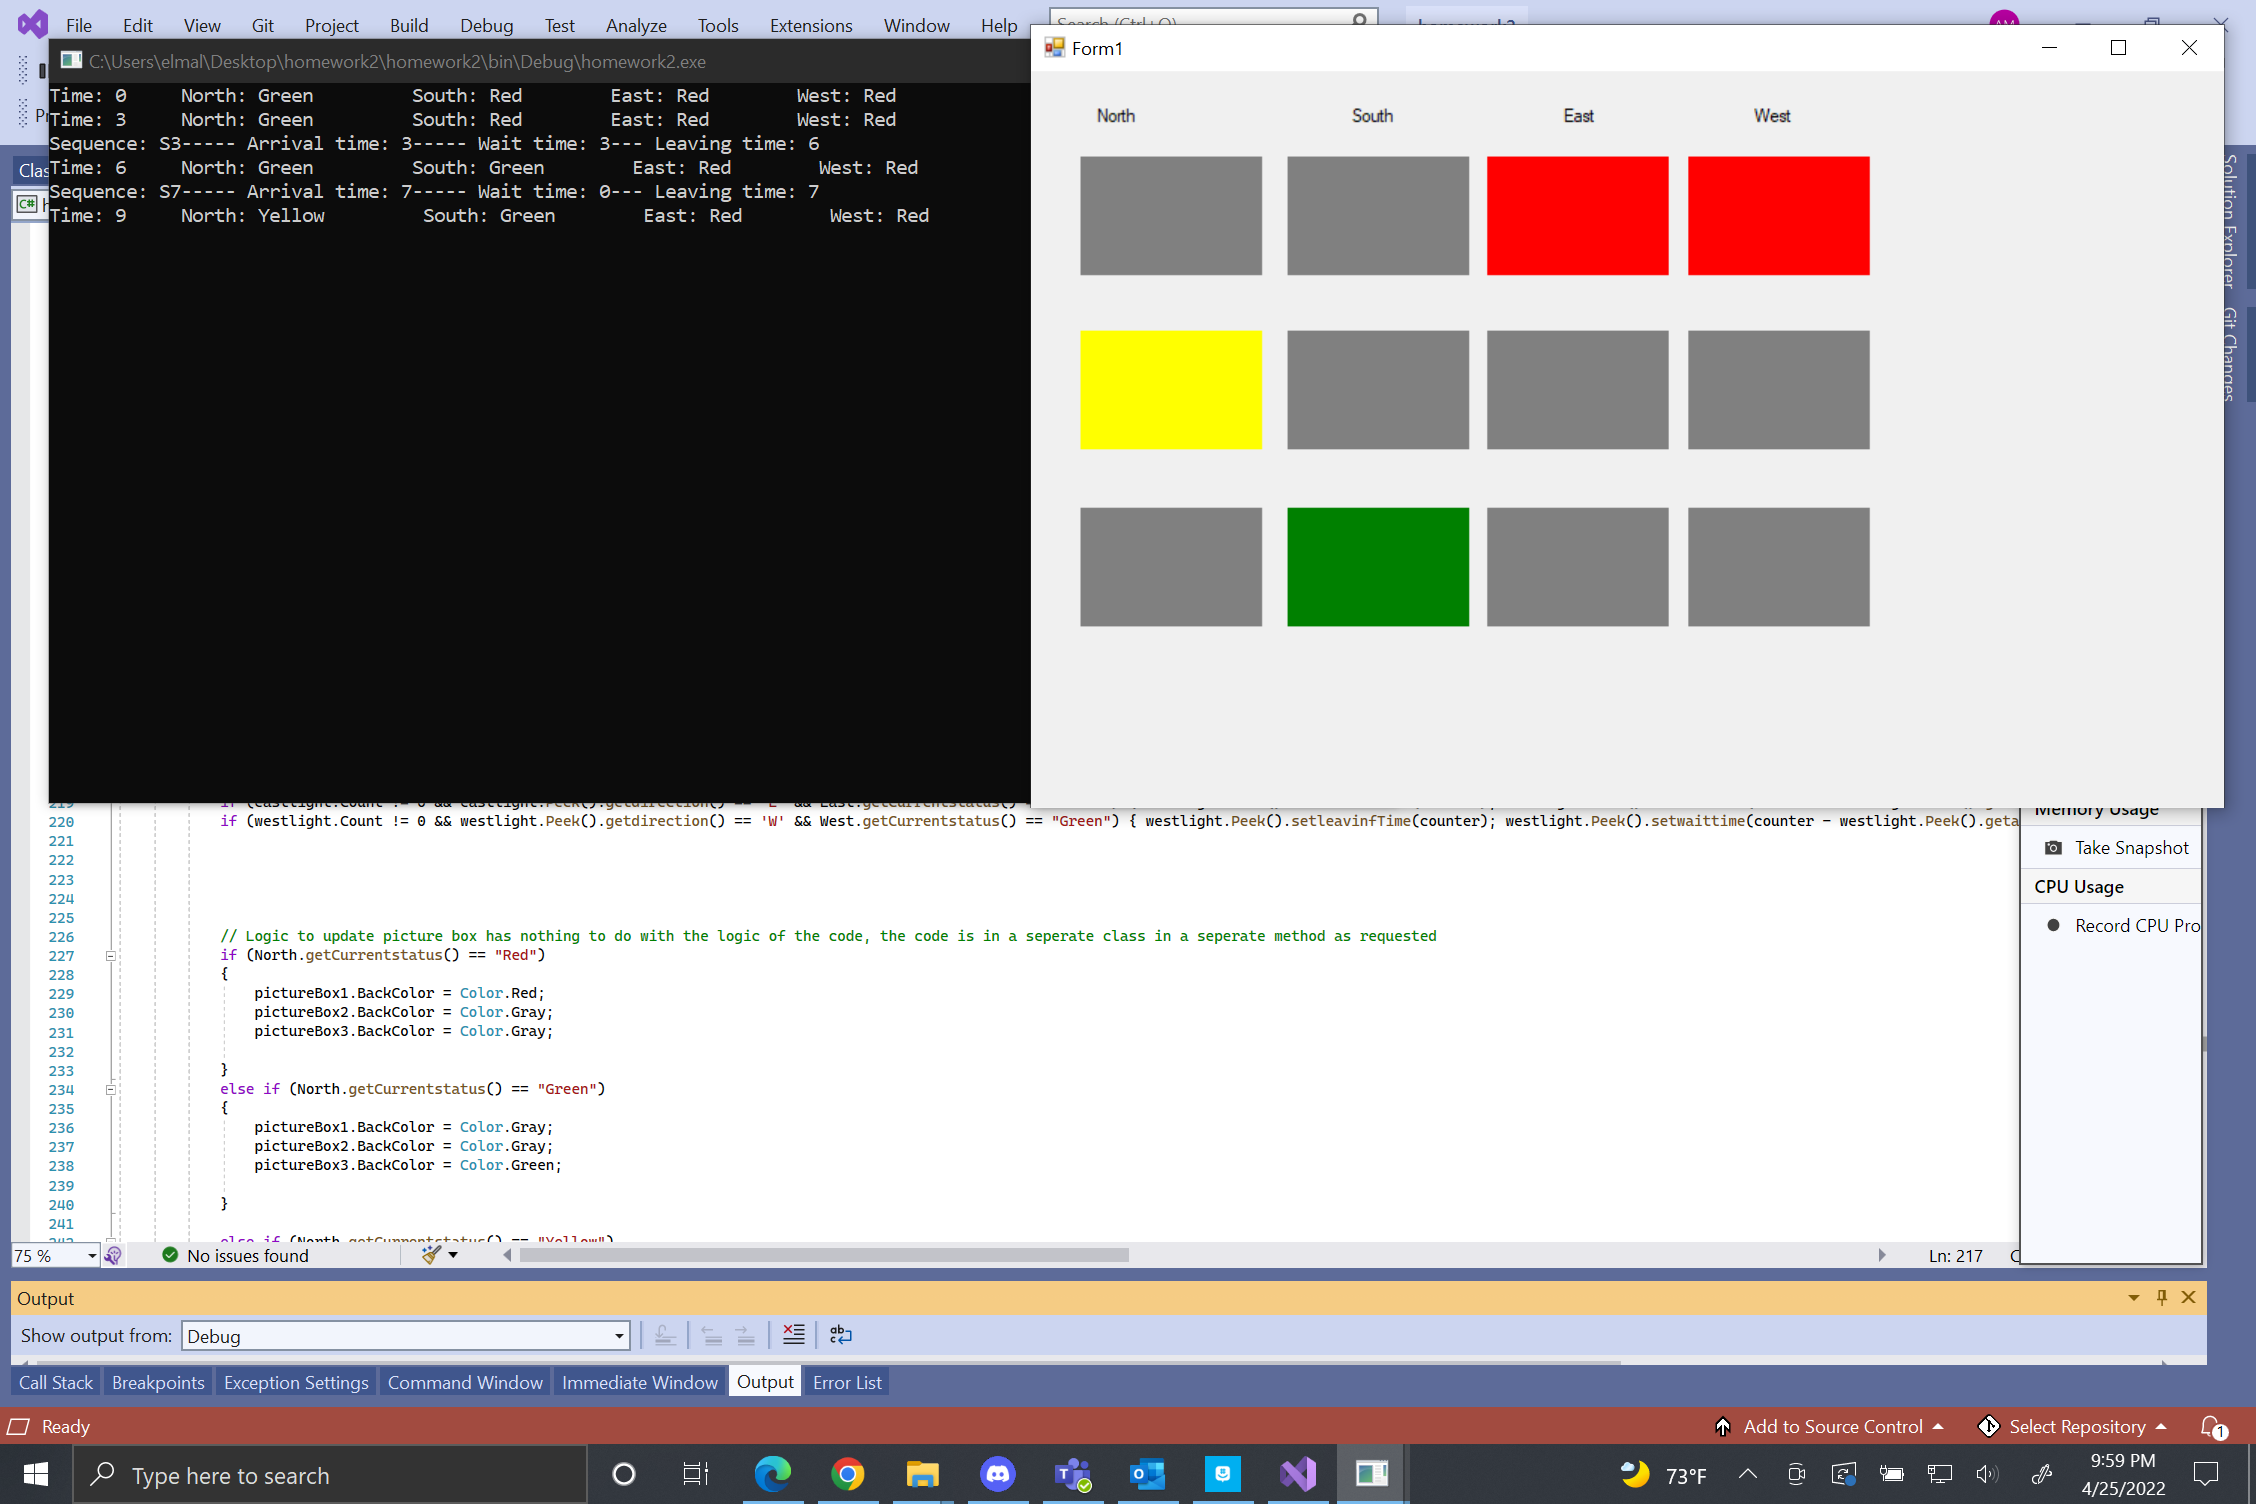 File Edit View Git Project Build Debug Test Analyze Tools Extensions Window Help
C:\Users\elmal\Desktop\homework2\homework2\bin\Debug\homework2.exe
Time: 0 North: Green South: Red East: Red West: Red
Time: 3 North: Green South: Red East: Red West: Red
Sequence: S3----- Arrival time: 3----- Wait time: 3--- Leaving time: 6
Time: 6 North: Green South: Green East: Red West: Red
Sequence: S7----- Arrival time: 7----- Wait time: 0--- Leaving time: 7
Time: 9 North: Yellow South: Green East: Red West: Red
Form1
North South East West
Solution Explorer
Git Changes
220 if (westlight.Count != 0 && westlight.Peek().getdirection() == 'W' && West.getCurrentstatus() == "Green") { westlight.Peek().setleavinfTime(counter); westlight.Peek().setwaittime(counter - westlight.Peek().geta
221
222
223
224
225
226 // Logic to update picture box has nothing to do with the logic of the code, the code is in a seperate class in a seperate method as requested
227 if (North.getCurrentstatus() == "Red")
228 {
229 pictureBox1.BackColor = Color.Red;
230 pictureBox2.BackColor = Color.Gray;
231 pictureBox3.BackColor = Color.Gray;
232
233 }
234 else if (North.getCurrentstatus() == "Green")
235 {
236 pictureBox1.BackColor = Color.Gray;
237 pictureBox2.BackColor = Color.Gray;
238 pictureBox3.BackColor = Color.Green;
239
240 }
241
else if (North.getCurrentstatus() == "Yellow")
Memory Usage
Take Snapshot
CPU Usage
Record CPU Pro
75 % No issues found Ln: 217
Output
Show output from: Debug
Call Stack Breakpoints Exception Settings Command Window Immediate Window Output Error List
Ready Add to Source Control Select Repository 1
Type here to search
73°F
9:59 PM
4/25/2022